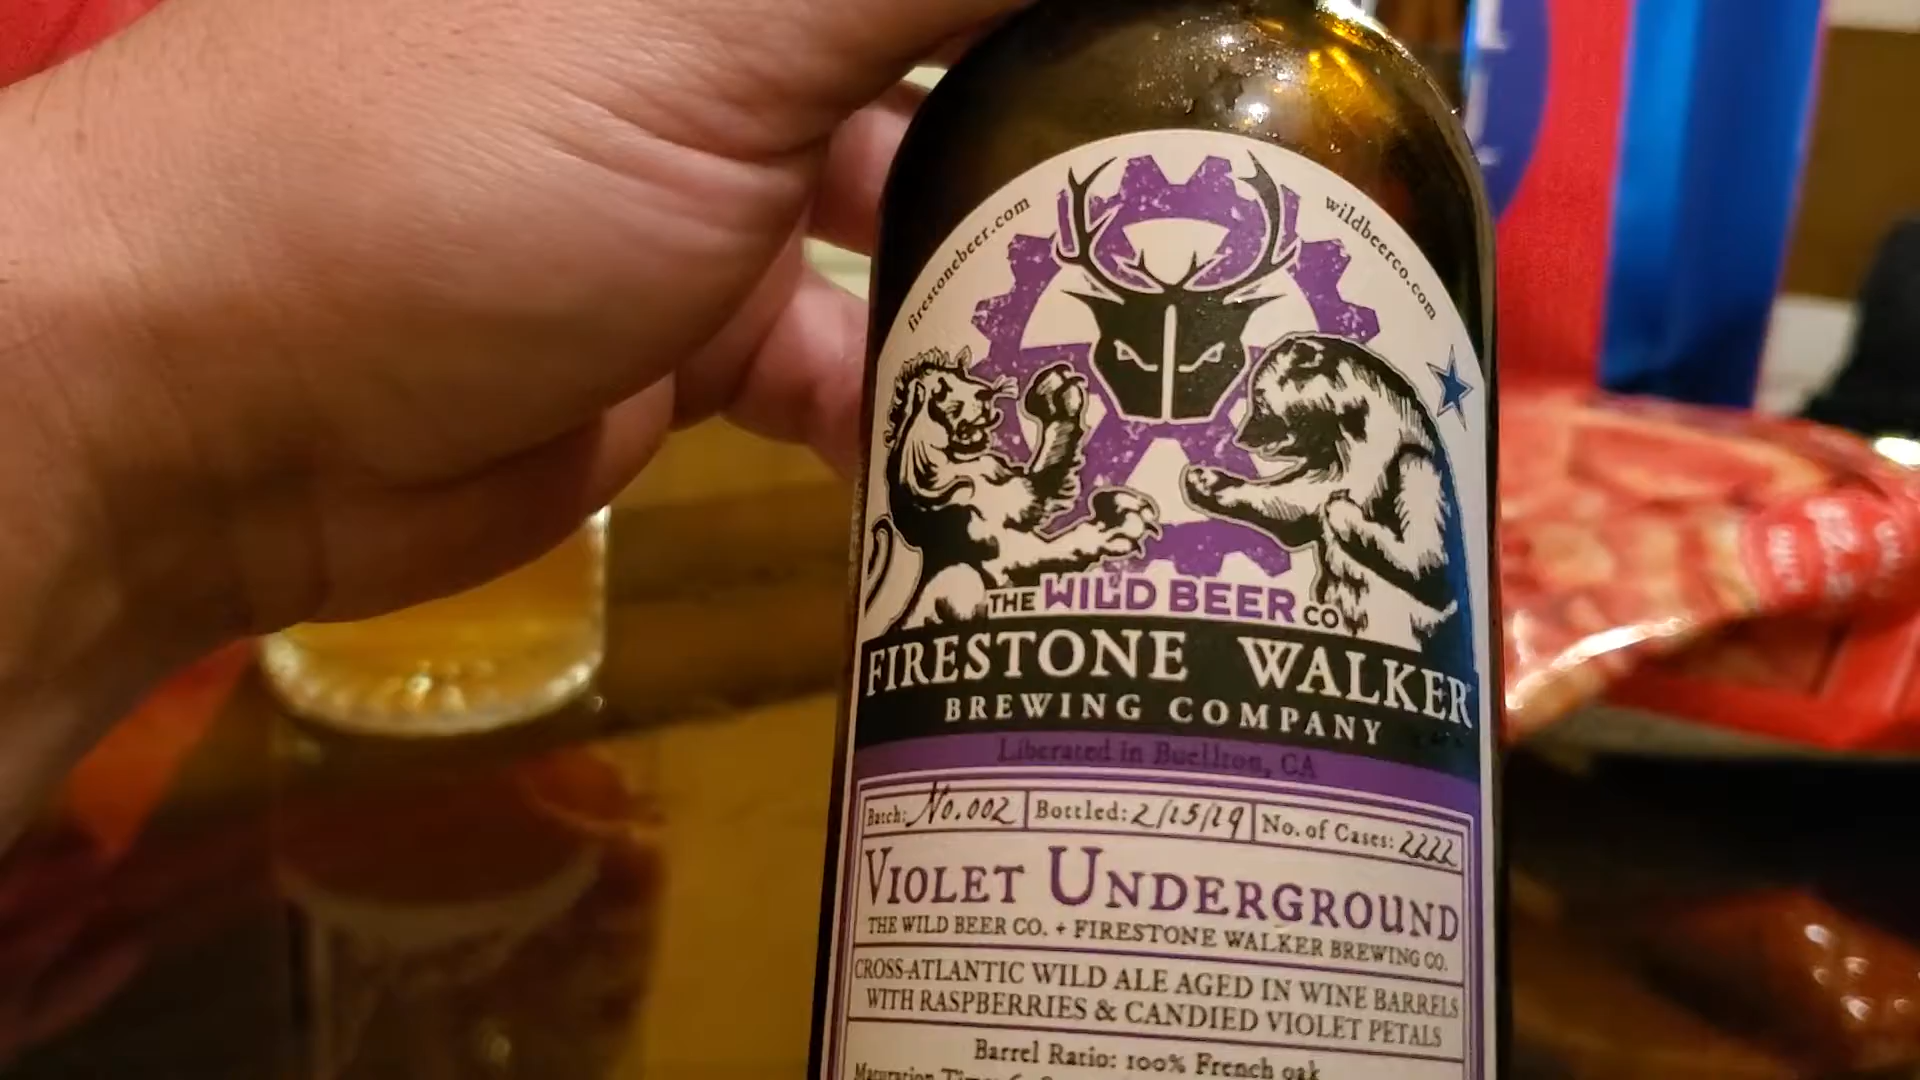 firestonebeer.com
wildbeerco.com
THE WILD BEER CO
FIRESTONE WALKER
BREWING COMPANY
Liberated in Buellton, CA
Batch: No. 002 Bottled: 2/15/19 No. of Cases: 2222
VIOLET UNDERGROUND
THE WILD BEER CO. + FIRESTONE WALKER BREWING CO.
CROSS-ATLANTIC WILD ALE AGED IN WINE BARRELS
WITH RASPBERRIES & CANDIED VIOLET PETALS
Barrel Ratio: 100% French oak
Maturation